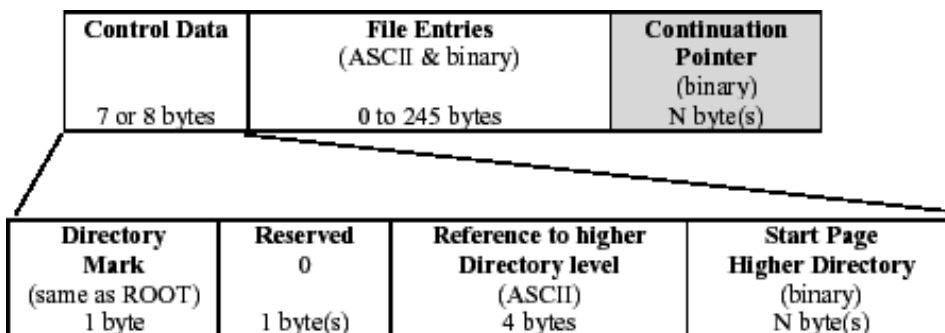 Control Data
7 or 8 bytes
File Entries
(ASCII & binary)
0 to 245 bytes
Continuation
Pointer
(binary)
N byte(s)
Directory
Mark
(same as ROOT)
1 byte
Reserved
0
1 byte(s)
Reference to higher
Directory level
(ASCII)
4 bytes
Start Page
Higher Directory
(binary)
N byte(s)